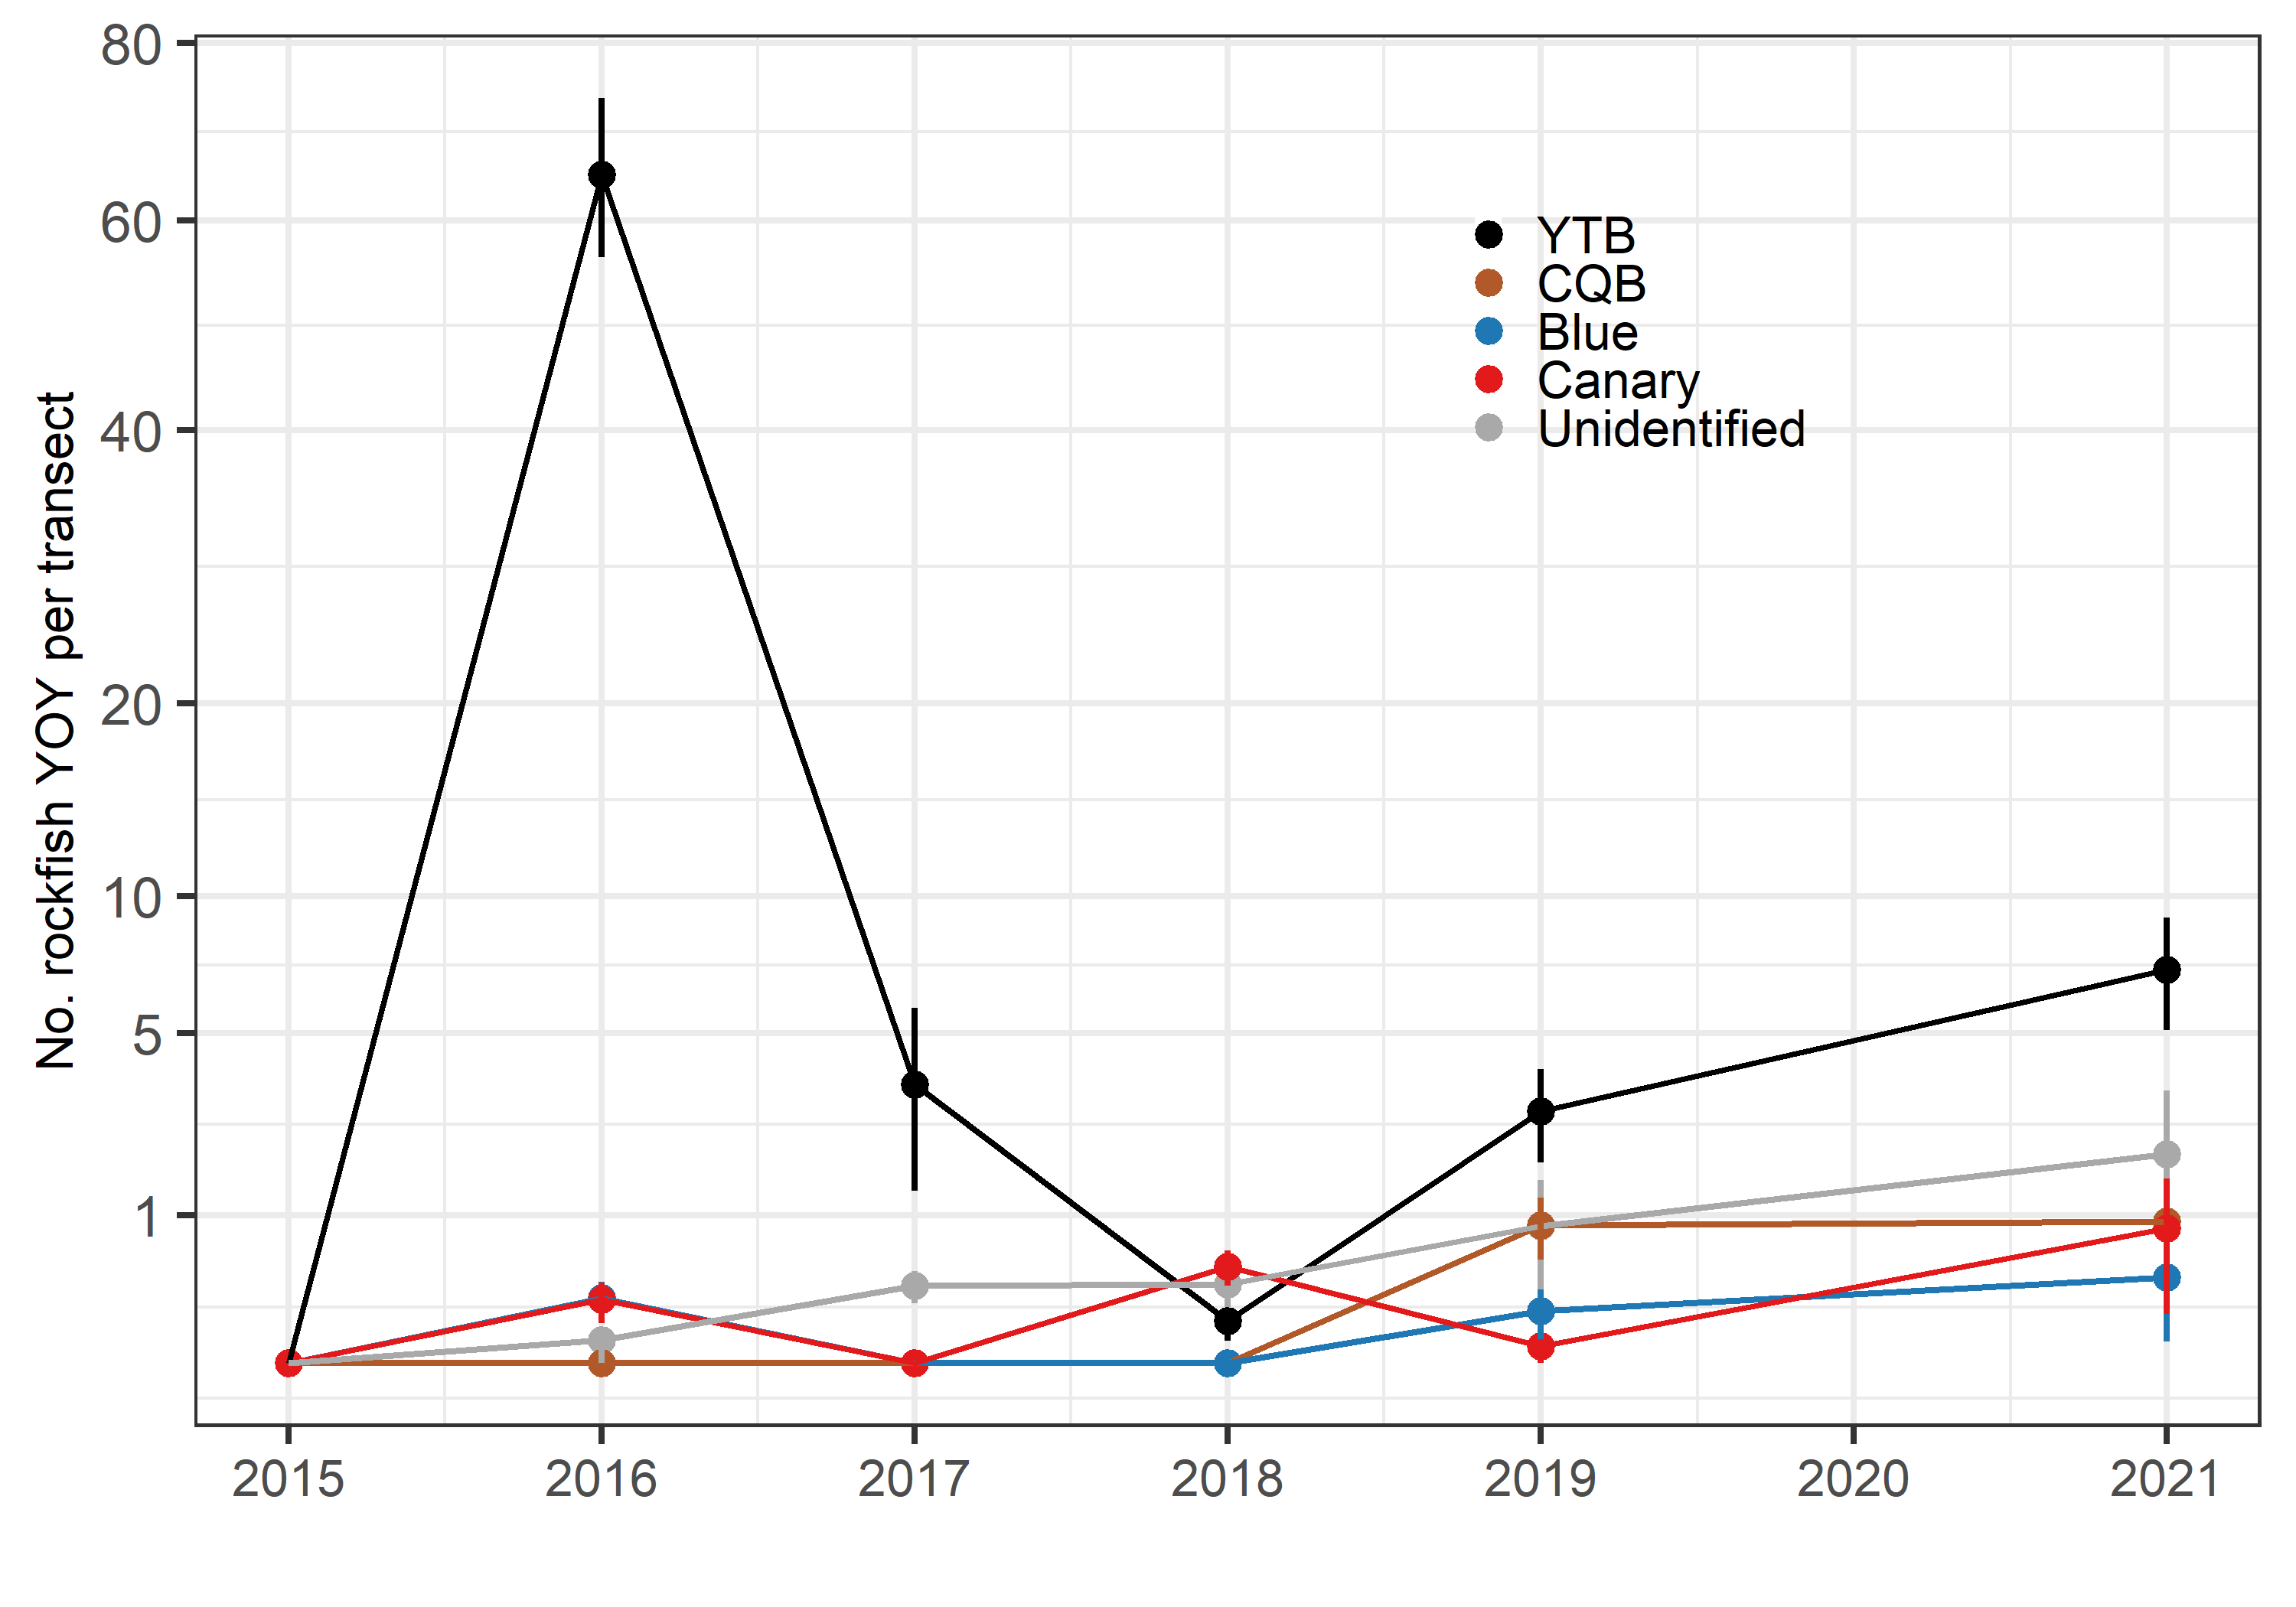 No. rockfish YOY per transect
80
60
40
20
10
5
1
YTB
CQB
Blue
Canary
Unidentified
2015 2016 2017 2018 2019 2020 2021